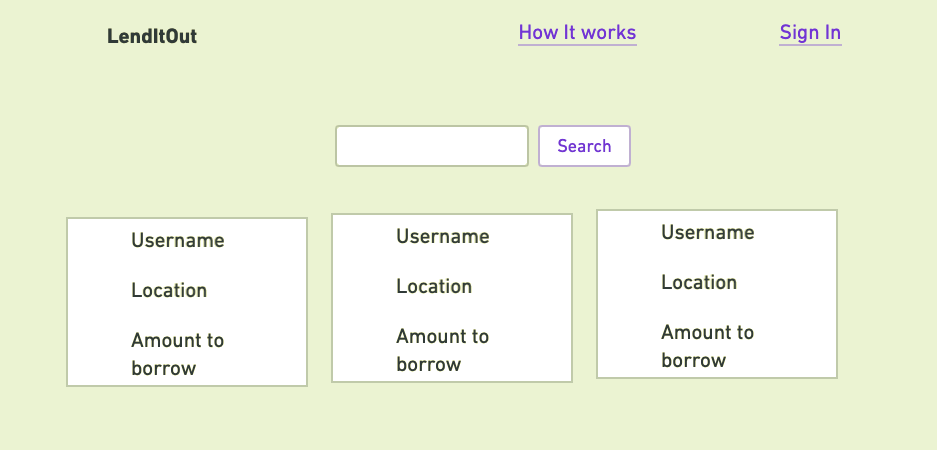 LendItOut
How It works
Sign In
Search
Username
Location
Amount to
borrow
Username
Location
Amount to
borrow
Username
Location
Amount to
borrow